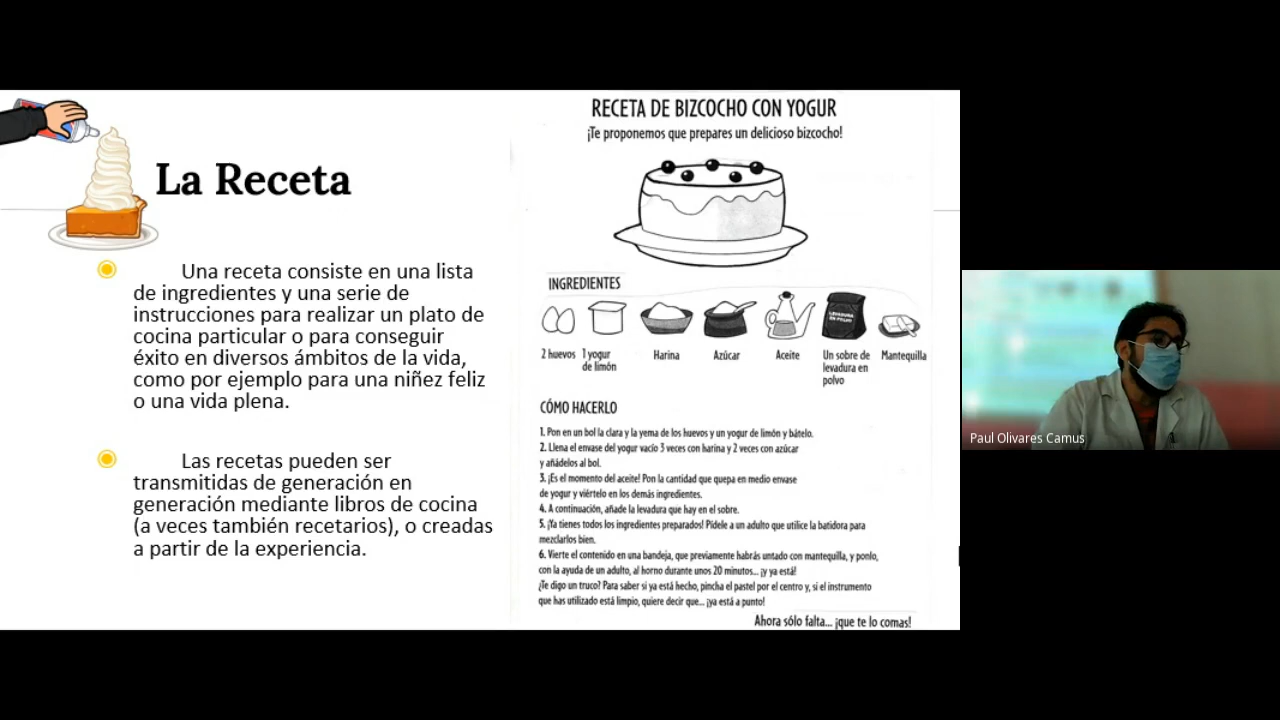 La Receta
Una receta consiste en una lista
de ingredientes y una serie de
instrucciones para realizar un plato de
cocina particular o para conseguir
éxito en diversos ámbitos de la vida,
como por ejemplo para una niñez feliz
o una vida plena.
Las recetas pueden ser
transmitidas de generación en
generación mediante libros de cocina
(a veces también recetarios), o creadas
a partir de la experiencia.
RECETA DE BIZCOCHO CON YOGUR
¡Te proponemos que prepares un delicioso bizcocho!
INGREDIENTES
LEVADURA
EN POLVO
2 huevos
1 yogur
de limón
Harina
Azúcar
Aceite
Un sobre de
levadura en
polvo
Mantequilla
CÓMO HACERLO
1. Pon en un bol la clara y la yema de los huevos y un yogur de limón y bátelo.
2. Llena el envase del yogur vacío 3 veces con harina y 2 veces con azúcar
y añádelos al bol.
3. ¡Es el momento del aceite! Pon la cantidad que quepa en medio envase
de yogur y viértelo en los demás ingredientes.
4. A continuación, añade la levadura que hay en el sobre.
5. ¡Ya tienes todos los ingredientes preparados! Pídele a un adulto que utilice la batidora para
mezclarlos bien.
6. Vierte el contenido en una bandeja, que previamente habrás untado con mantequilla, y ponlo,
con la ayuda de un adulto, al horno durante unos 20 minutos... ¡y ya está!
¿Te digo un truco? Para saber si ya está hecho, pincha el pastel por el centro y, si el instrumento
que has utilizado está limpio, quiere decir que... ¡ya está a punto!
Ahora sólo falta... ¡que te lo comas!
Paul Olivares Camus